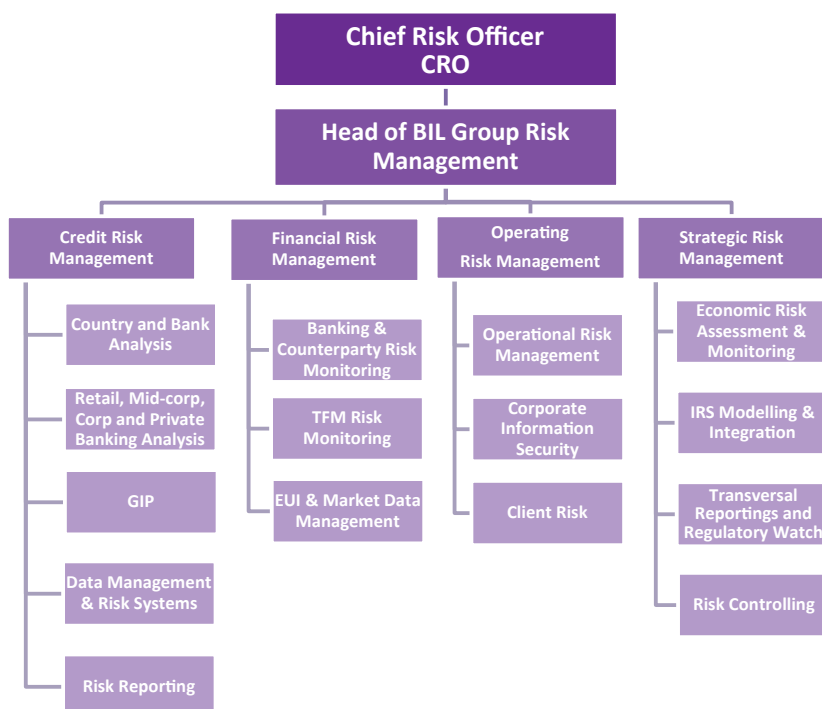 Chief Risk Officer
CRO
Head of BIL Group Risk
Management
Credit Risk
Management
Financial Risk
Management
Operating
Risk Management
Strategic Risk
Management
Country and Bank
Analysis
Retail, Mid-corp,
Corp and Private
Banking Analysis
GIP
Data Management
& Risk Systems
Risk Reporting
Banking &
Counterparty Risk
Monitoring
TFM Risk
Monitoring
EUI & Market Data
Management
Operational Risk
Management
Corporate
Information
Security
Client Risk
Economic Risk
Assessment &
Monitoring
IRS Modelling &
Integration
Transversal
Reportings and
Regulatory Watch
Risk Controlling